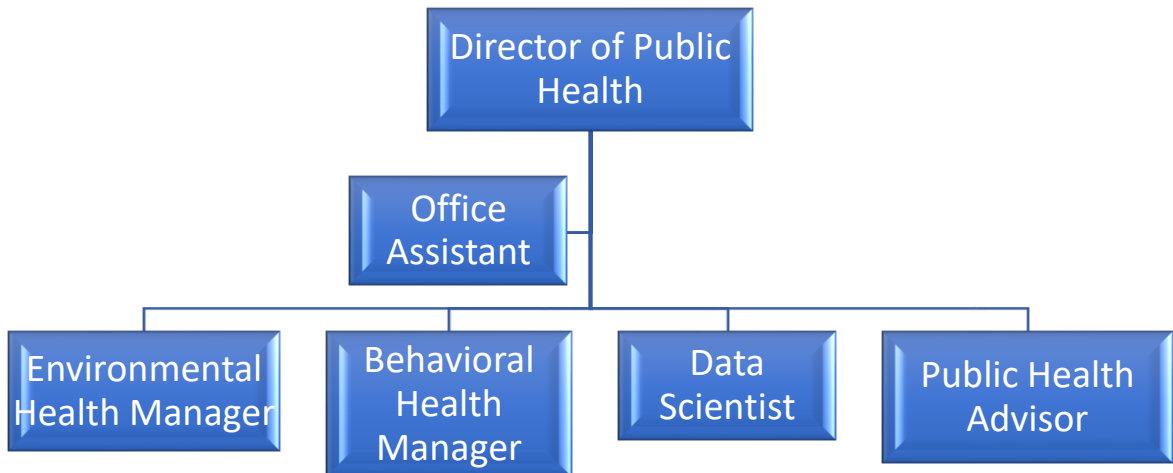 Director of Public
Health
Office
Assistant
Environmental
Health Manager
Behavioral
Health
Manager
Data
Scientist
Public Health
Advisor